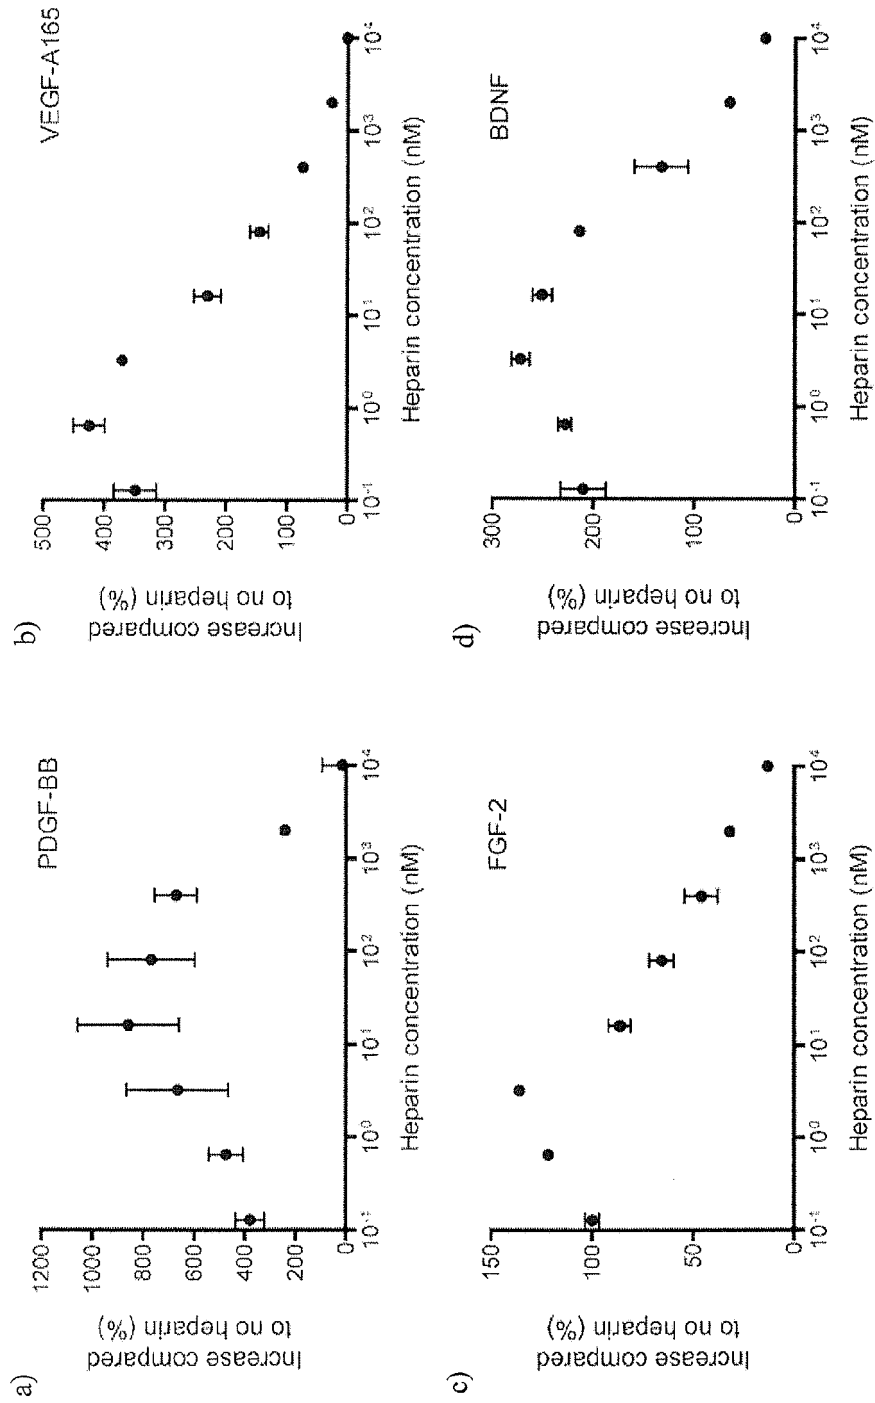 a)
PDGF-BB
Increase compared
to no heparin (%)
1200
1000
800
600
400
200
0
10-1
10⁰
10¹
10²
10³
10⁴
Heparin concentration (nM)
b)
VEGF-A165
Increase compared
to no heparin (%)
500
400
300
200
100
0
10-1
10⁰
10¹
10²
10³
10⁴
Heparin concentration (nM)
c)
FGF-2
Increase compared
to no heparin (%)
150
100
50
0
10-1
10⁰
10¹
10²
10³
10⁴
Heparin concentration (nM)
d)
BDNF
Increase compared
to no heparin (%)
300
200
100
0
10-1
10⁰
10¹
10²
10³
10⁴
Heparin concentration (nM)